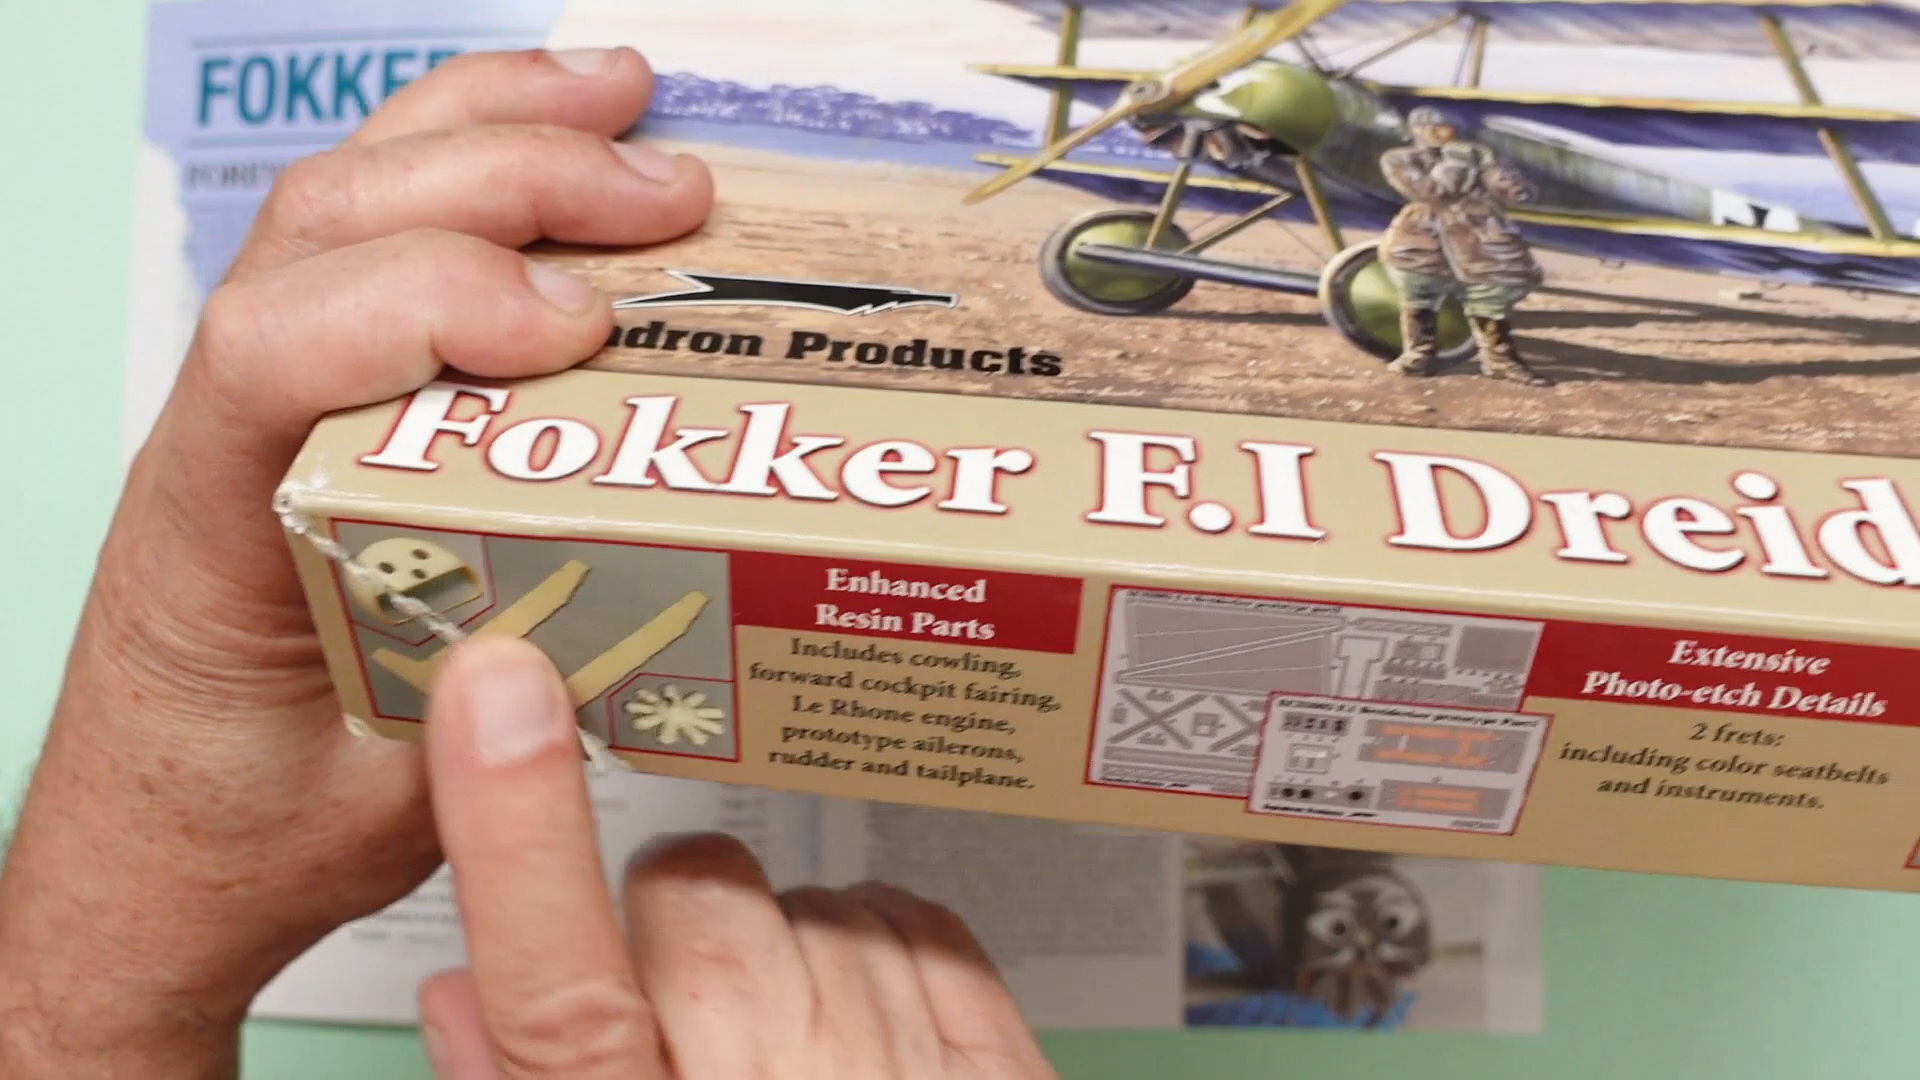 FOKKE
adron Products
Fokker F.I Dreid
Enhanced
Resin Parts
Includes cowling,
forward cockpit fairing,
Le Rhone engine,
prototype ailerons,
rudder and tailplane.
Extensive
Photo-etch Details
2 frets:
including color seatbelts
and instruments.